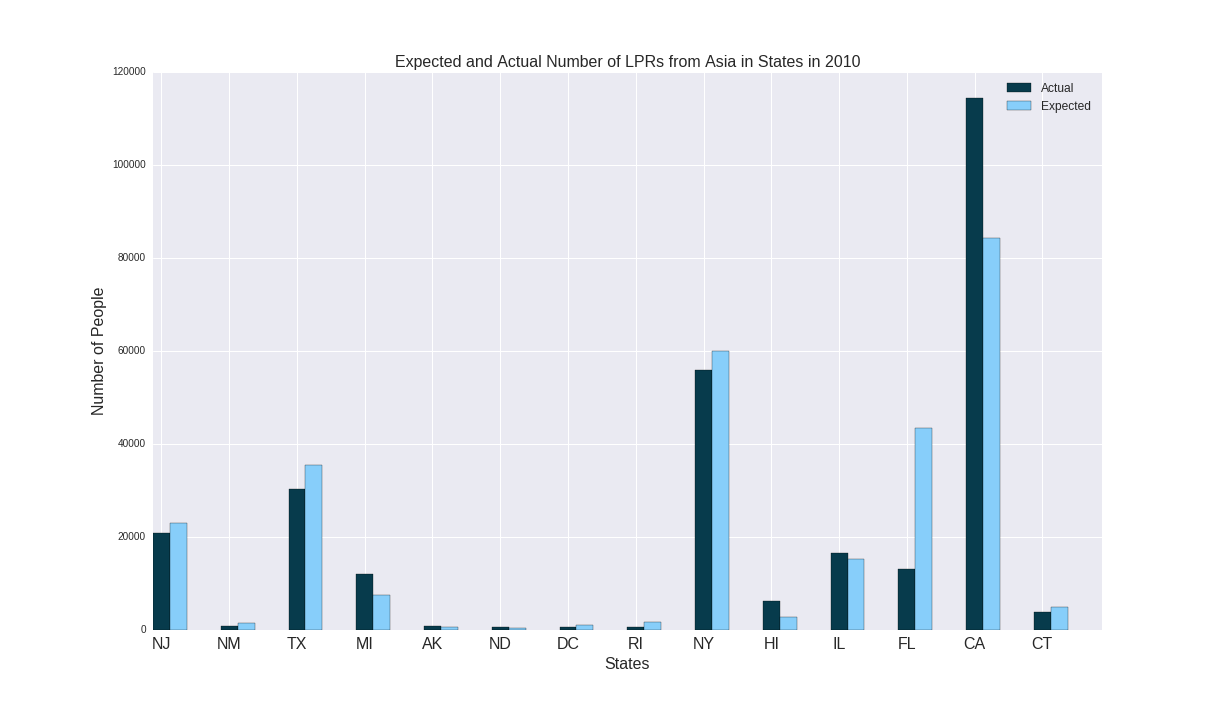 Expected and Actual Number of LPRs from Asia in States in 2010
120000
100000
80000
60000
40000
20000
0
Number of People
Actual
Expected
NJ NM TX MI AK ND DC RI NY HI IL FL CA CT
States